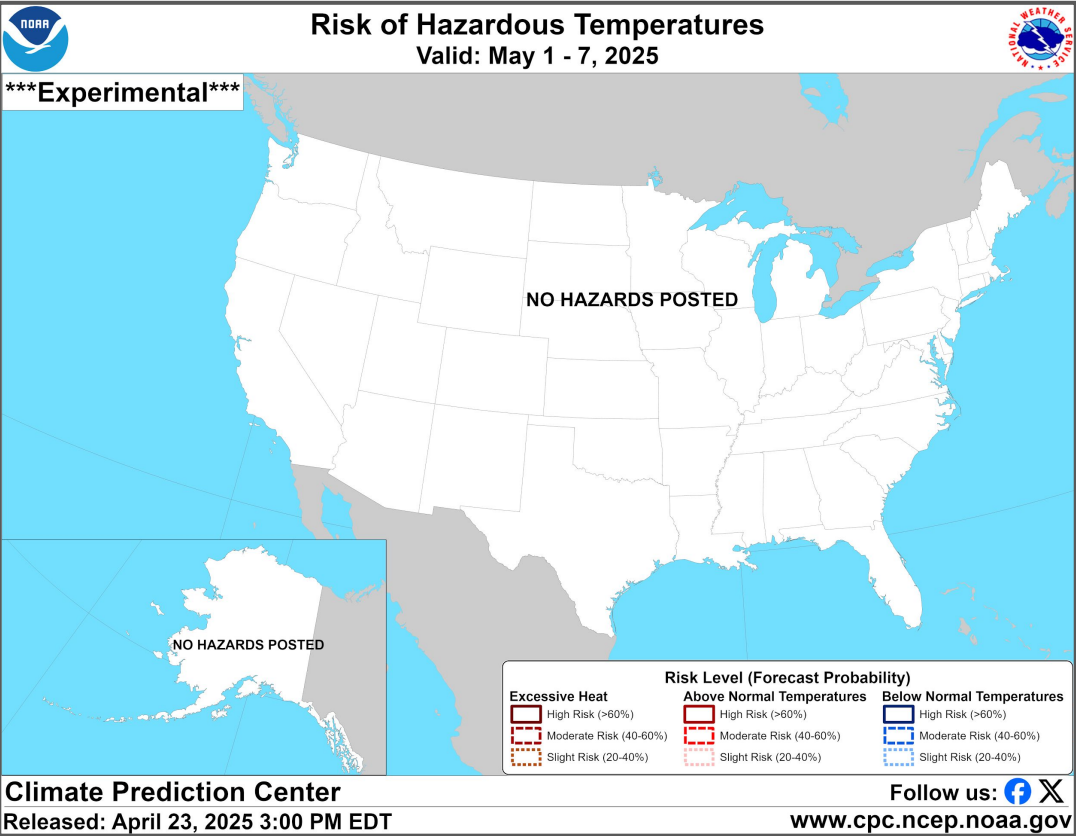 NOAA
Risk of Hazardous Temperatures
Valid: May 1 - 7, 2025
NATIONAL WEATHER SERVICE
***Experimental***
NO HAZARDS POSTED
NO HAZARDS POSTED
Risk Level (Forecast Probability)
Excessive Heat
High Risk (>60%)
Moderate Risk (40-60%)
Slight Risk (20-40%)
Above Normal Temperatures
High Risk (>60%)
Moderate Risk (40-60%)
Slight Risk (20-40%)
Below Normal Temperatures
High Risk (>60%)
Moderate Risk (40-60%)
Slight Risk (20-40%)
Climate Prediction Center
Follow us:
Released: April 23, 2025 3:00 PM EDT
www.cpc.ncep.noaa.gov